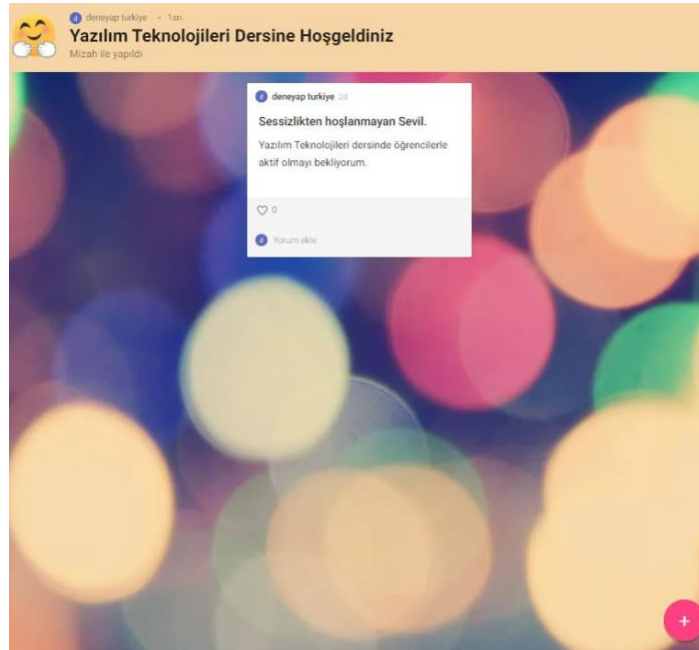 deneyap turkiye • 1sn
Yazılım Teknolojileri Dersine Hoşgeldiniz
Mizah ile yapıldı
d deneyap turkiye 2d
Sessizlikten hoşlanmayan Sevil.
Yazılım Teknolojileri dersinde öğrencilerle
aktif olmayı bekliyorum.
0
d Yorum ekle